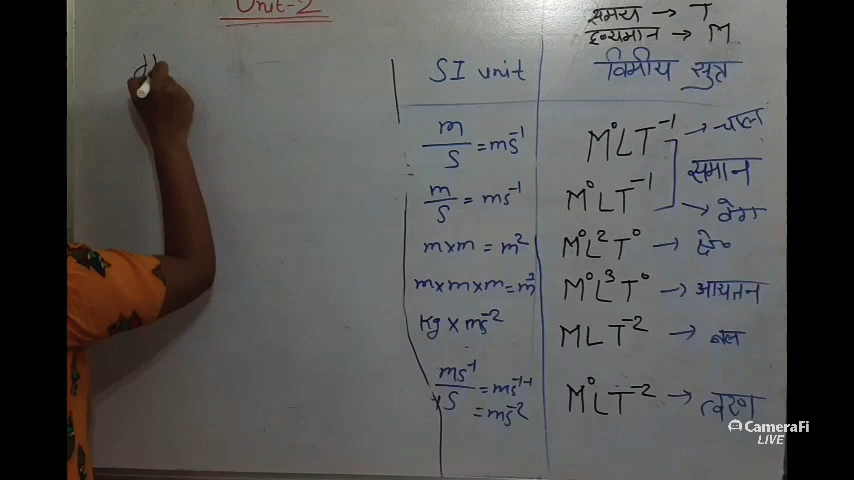 Unit-2
समय → T
द्रव्यमान → M
SI unit
विमीय सुत्र
m/s = ms⁻¹
M⁰LT⁻¹ → चाल
समान
m/s = ms⁻¹
M⁰LT⁻¹ → वेग
m×m = m²
M⁰L²T⁰ → क्षे०
m×m×m = m³
M⁰L³T⁰ → आयतन
Kg × ms⁻²
MLT⁻² → बल
ms⁻¹/s = ms⁻¹⁻¹
= ms⁻²
M⁰LT⁻² → त्वरण
CameraFi
LIVE